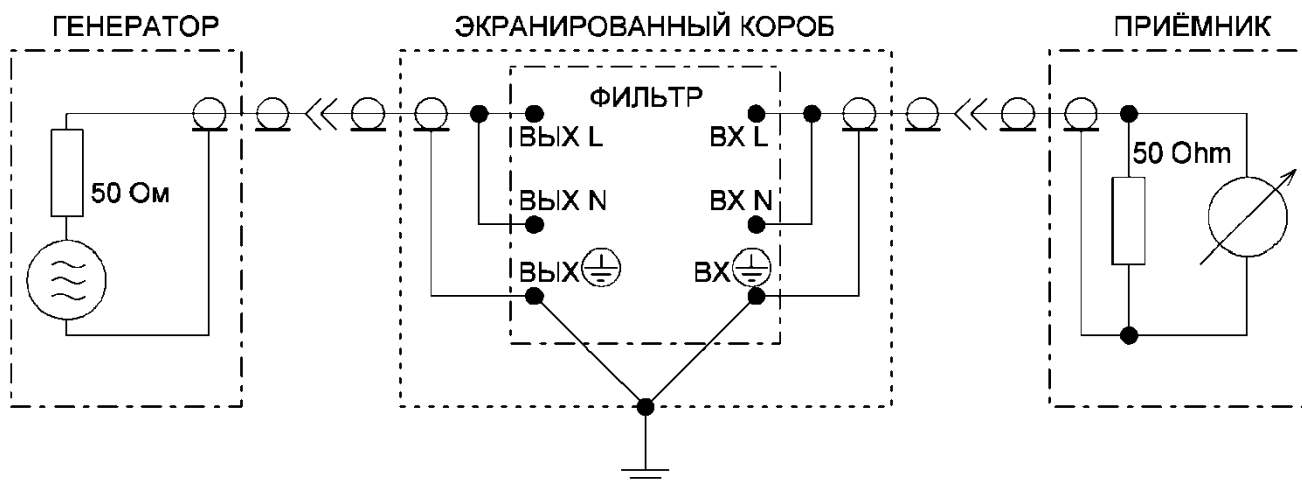 ГЕНЕРАТОР
ЭКРАНИРОВАННЫЙ КОРОБ
ПРИЁМНИК
ФИЛЬТР
ВЫХ L
ВХ L
50 Ohm
50 Ом
ВЫХ N
ВХ N
ВЫХ
ВХ